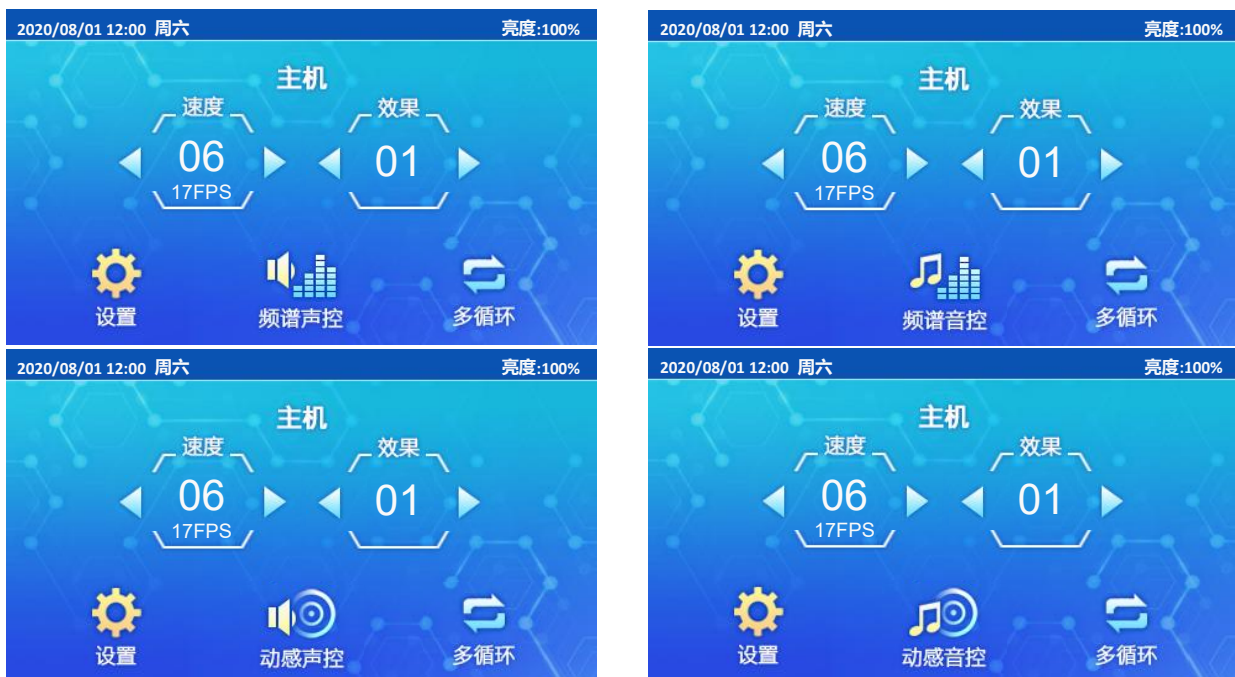 2020/08/01 12:00 周六 亮度:100%
主机
速度 效果
06 01
17FPS
设置 频谱声控 多循环
2020/08/01 12:00 周六 亮度:100%
主机
速度 效果
06 01
17FPS
设置 频谱音控 多循环
2020/08/01 12:00 周六 亮度:100%
主机
速度 效果
06 01
17FPS
设置 动感声控 多循环
2020/08/01 12:00 周六 亮度:100%
主机
速度 效果
06 01
17FPS
设置 动感音控 多循环